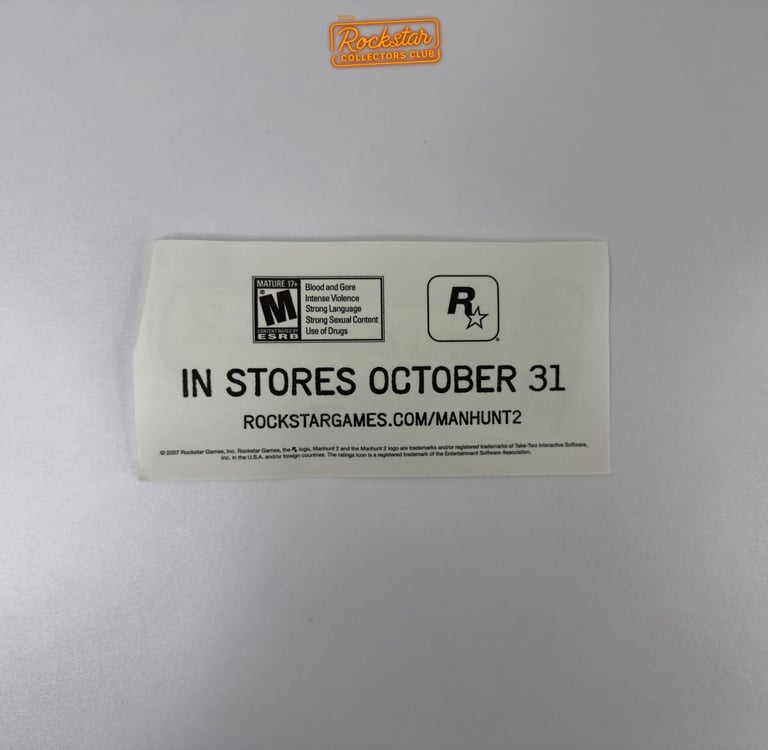 Rockstar
COLLECTORS CLUB
MATURE 17+
M
CONTENT RATED BY
ESRB
Blood and Gore
Intense Violence
Strong Language
Strong Sexual Content
Use of Drugs
R
IN STORES OCTOBER 31
ROCKSTARGAMES.COM/MANHUNT2
© 2007 Rockstar Games, Inc. Rockstar Games, the R logo, Manhunt 2 and the Manhunt 2 logo are trademarks and/or registered trademarks of Take-Two Interactive Software,
Inc. in the U.S.A. and/or foreign countries. The ratings icon is a registered trademark of the Entertainment Software Association.